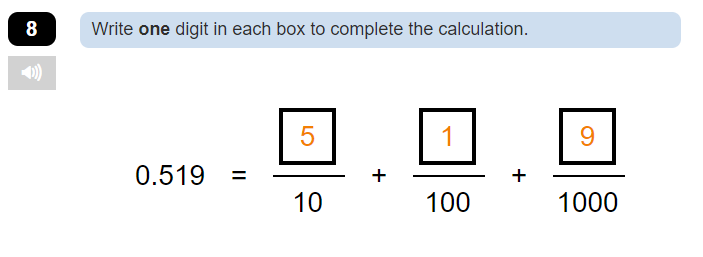 8 Write one digit in each box to complete the calculation.
5 1 9
0.519 = + +
10 100 1000